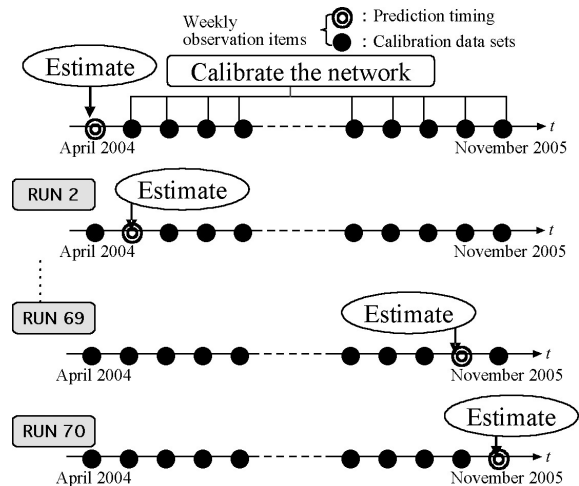 Weekly
observation items
: Prediction timing
: Calibration data sets
Estimate
Calibrate the network
t
April 2004
November 2005
RUN 2
Estimate
t
April 2004
November 2005
RUN 69
Estimate
t
April 2004
November 2005
RUN 70
Estimate
t
April 2004
November 2005